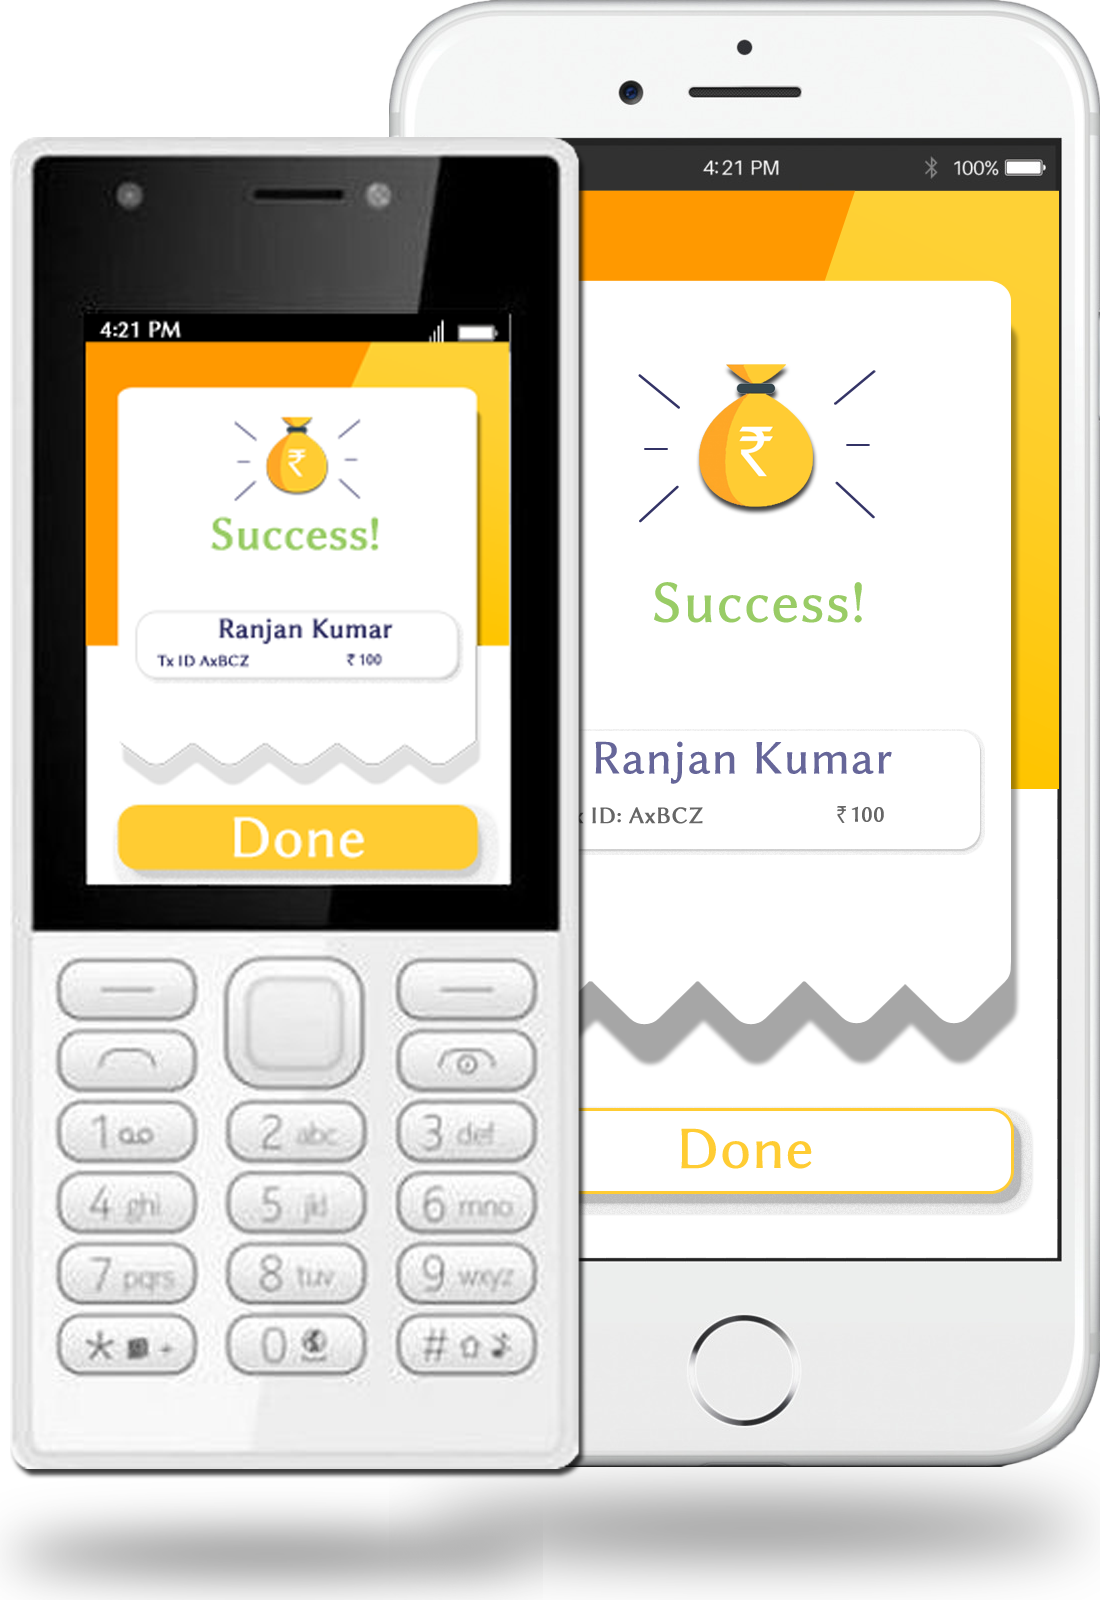 4:21 PM
₹
Success!
Ranjan Kumar
Tx ID AxBCZ ₹ 100
Done
1
2 abc
3 def
4 ghi
5 jkl
6 mno
7 pqrs
8 tuv
9 wxyz
* +
0
#
4:21 PM 100%
₹
Success!
Ranjan Kumar
ID: AxBCZ ₹ 100
Done